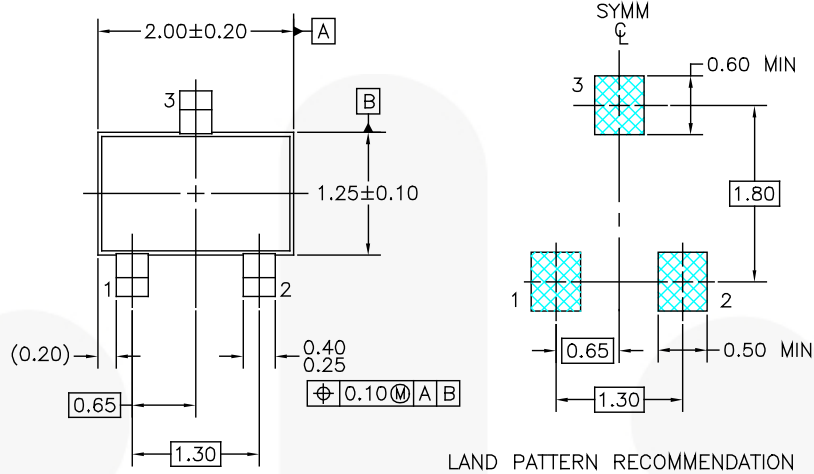 2.00±0.20
A
3
B
1.25±0.10
1
2
(0.20)
0.40
0.25
⌖ 0.10 Ⓜ A B
0.65
1.30
SYMM
℄
3
0.60 MIN
1.80
1
2
0.65
0.50 MIN
1.30
LAND PATTERN RECOMMENDATION